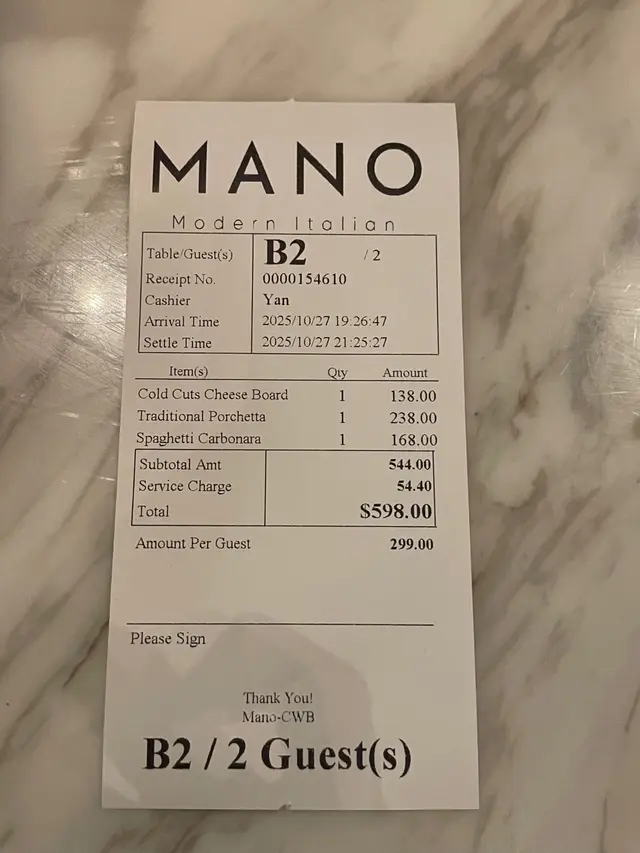 MANO
Modern Italian
Table/Guest(s) B2 / 2
Receipt No. 0000154610
Cashier Yan
Arrival Time 2025/10/27 19:26:47
Settle Time 2025/10/27 21:25:27
Item(s) Qty Amount
Cold Cuts Cheese Board 1 138.00
Traditional Porchetta 1 238.00
Spaghetti Carbonara 1 168.00
Subtotal Amt 544.00
Service Charge 54.40
Total $598.00
Amount Per Guest 299.00
Please Sign
Thank You!
Mano-CWB
B2 / 2 Guest(s)